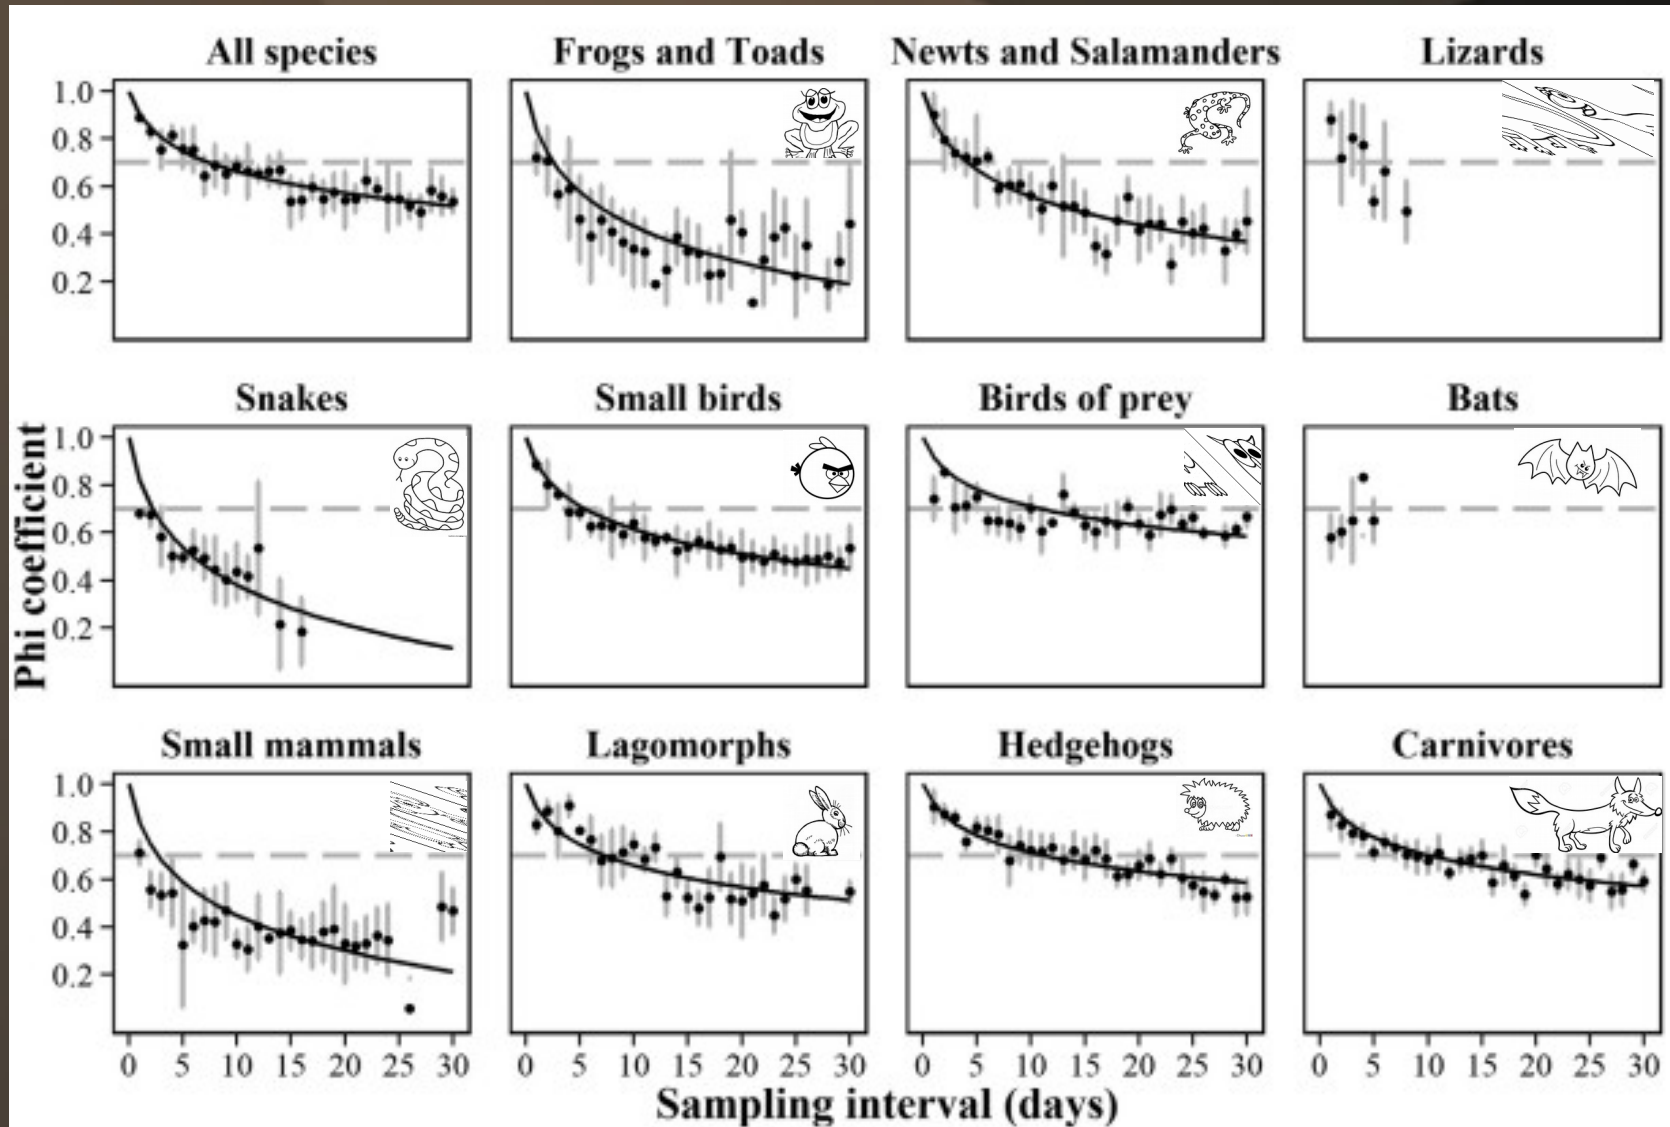 All species Frogs and Toads Newts and Salamanders Lizards
1.0
0.8
0.6
0.4
0.2
Snakes Small birds Birds of prey Bats
Phi coefficient
1.0
0.8
0.6
0.4
0.2
Small mammals Lagomorphs Hedgehogs Carnivores
1.0
0.8
0.6
0.4
0.2
0 5 10 15 20 25 30 0 5 10 15 20 25 30 0 5 10 15 20 25 30 0 5 10 15 20 25 30
Sampling interval (days)